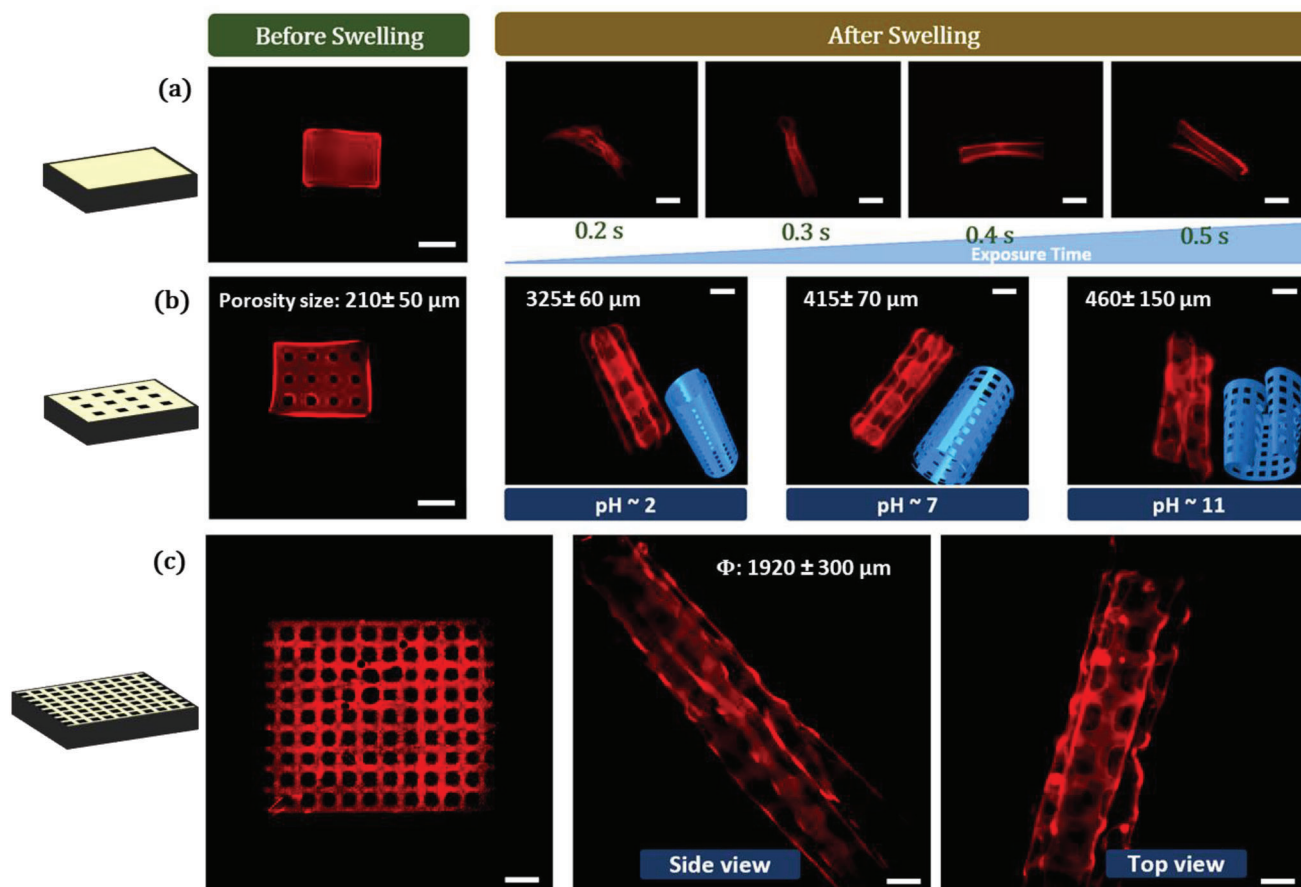 Before Swelling
After Swelling
(a)
0.2 s
0.3 s
0.4 s
0.5 s
Exposure Time
(b)
Porosity size: 210± 50 μm
325± 60 μm
415± 70 μm
460± 150 μm
pH ~ 2
pH ~ 7
pH ~ 11
(c)
Φ: 1920 ± 300 μm
Side view
Top view